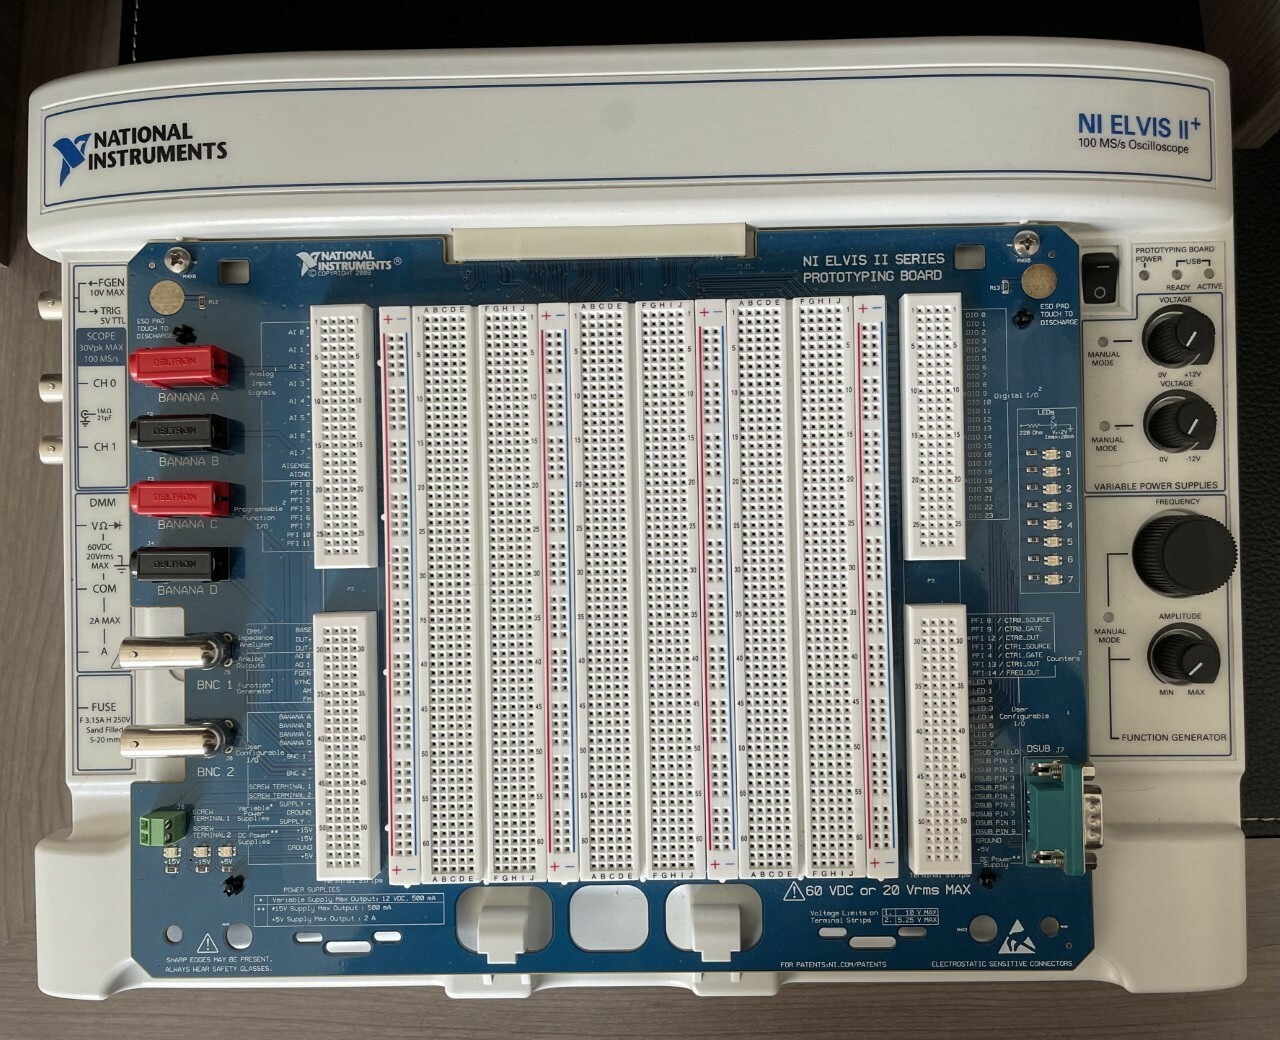 NATIONAL
INSTRUMENTS
NI ELVIS II+
100 MS/s Oscilloscope
NATIONAL
INSTRUMENTS®
© COPYRIGHT 2008
NI ELVIS II SERIES
PROTOTYPING BOARD
←FGEN
10V MAX
→ TRIG
5V TTL
SCOPE
30Vpk MAX
100 MS/s
CH 0
1MΩ
21pF
CH 1
DMM
VΩ
60VDC
20Vrms
MAX
COM
2A MAX
A
FUSE
F 3.15A H 250V
Sand Filled
5-20 mm
ESD PAD
TOUCH TO
DISCHARGE
R12
DELTRON
BANANA A
DELTRON
BANANA B
DELTRON
BANANA C
DELTRON
BANANA D
BNC 1
BNC 2
Analog
Input
Signals
AI 0
AI 1
AI 2
AI 3
AI 4
AI 5
AI 6
AI 7
AISENSE
AIGND
Programmable
Function
I/O
PFI 0
PFI 1
PFI 2
PFI 5
PFI 6
PFI 7
PFI 10
PFI 11
DMM/
Impedance
Analyzer
BASE
DUT+
DUT-
Analog
Outputs
AO 0
AO 1
Function
Generator
FGEN
SYNC
AM
FM
User
Configurable
I/O
BANANA A
BANANA B
BANANA C
BANANA D
BNC 1
BNC 2
SCREW TERMINAL 1
SCREW TERMINAL 2
Variable
Power
Supplies
SUPPLY +
GROUND
SUPPLY -
DC Power
Supplies
+15V
-15V
GROUND
+5V
SCREW
TERMINAL 1
SCREW
TERMINAL 2
+15V
-15V
+5V
A B C D E
F G H I J
A B C D E
F G H I J
A B C D E
F G H I J
A B C D E
F G H I J
A B C D E
F G H I J
A B C D E
F G H I J
R13
ESD PAD
TOUCH TO
DISCHARGE
DIO 0
DIO 1
DIO 2
DIO 3
DIO 4
DIO 5
DIO 6
DIO 7
DIO 8
DIO 9
DIO 10
DIO 11
DIO 12
DIO 13
DIO 14
DIO 15
DIO 16
DIO 17
DIO 18
DIO 19
DIO 20
DIO 21
DIO 22
DIO 23
Digital I/O
LEDs
220 Ohm
0
1
2
3
4
5
6
7
PFI 8 / CTR0_SOURCE
PFI 9 / CTR0_GATE
PFI 12 / CTR0_OUT
PFI 3 / CTR1_SOURCE
PFI 4 / CTR1_GATE
PFI 13 / CTR1_OUT
PFI 14 / FREQ_OUT
Counters
LED 0
LED 1
LED 2
LED 3
LED 4
LED 5
LED 6
LED 7
User
Configurable
I/O
DSUB SHIELD
DSUB PIN 1
DSUB PIN 2
DSUB PIN 3
DSUB PIN 4
DSUB PIN 5
DSUB PIN 6
DSUB PIN 7
DSUB PIN 8
DSUB PIN 9
GROUND
+5V
DC Power
Supply
DSUB J7
PROTOTYPING BOARD
POWER
USB
READY ACTIVE
VOLTAGE
MANUAL
MODE
0V +12V
VOLTAGE
MANUAL
MODE
0V -12V
VARIABLE POWER SUPPLIES
FREQUENCY
AMPLITUDE
MANUAL
MODE
MIN MAX
FUNCTION GENERATOR
POWER SUPPLIES
* Variable Supply Max Output: 12 VDC, 500 mA
** ±15V Supply Max Output : 500 mA
+5V Supply Max Output : 2 A
60 VDC or 20 Vrms MAX
Voltage Limits on
Terminal Strips
1. 10 V MAX
2. 5.25 V MAX
SHARP EDGES MAY BE PRESENT.
ALWAYS WEAR SAFETY GLASSES.
FOR PATENTS:NI.COM/PATENTS
ELECTROSTATIC SENSITIVE CONNECTORS